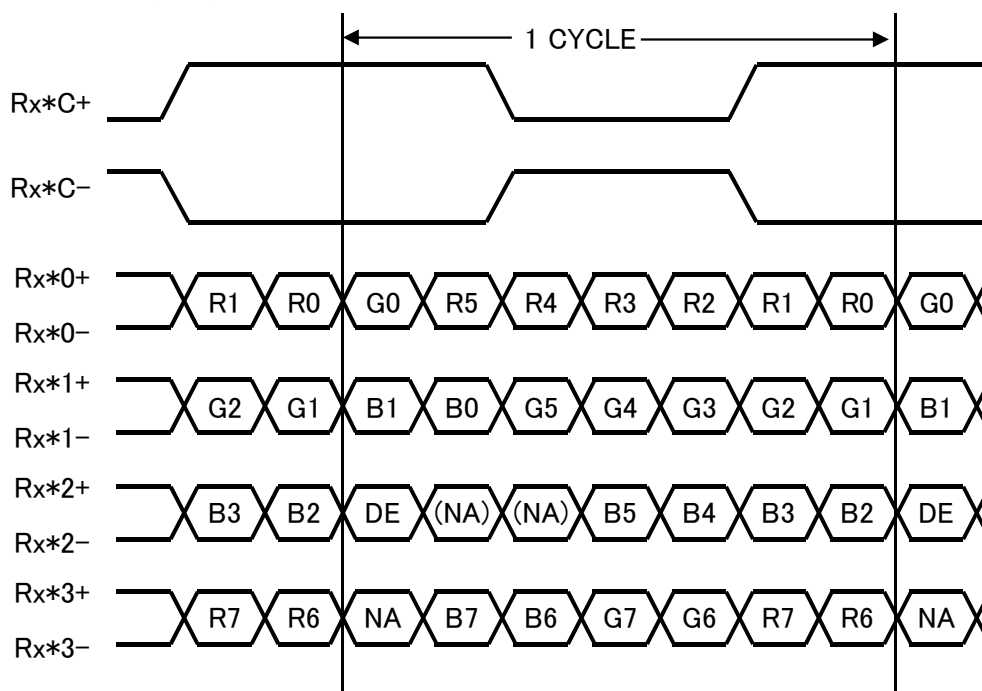 1 CYCLE
Rx*C+
Rx*C-
Rx*0+
R1 R0 G0 R5 R4 R3 R2 R1 R0 G0
Rx*0-
Rx*1+
G2 G1 B1 B0 G5 G4 G3 G2 G1 B1
Rx*1-
Rx*2+
B3 B2 DE (NA) (NA) B5 B4 B3 B2 DE
Rx*2-
Rx*3+
R7 R6 NA B7 B6 G7 G6 R7 R6 NA
Rx*3-